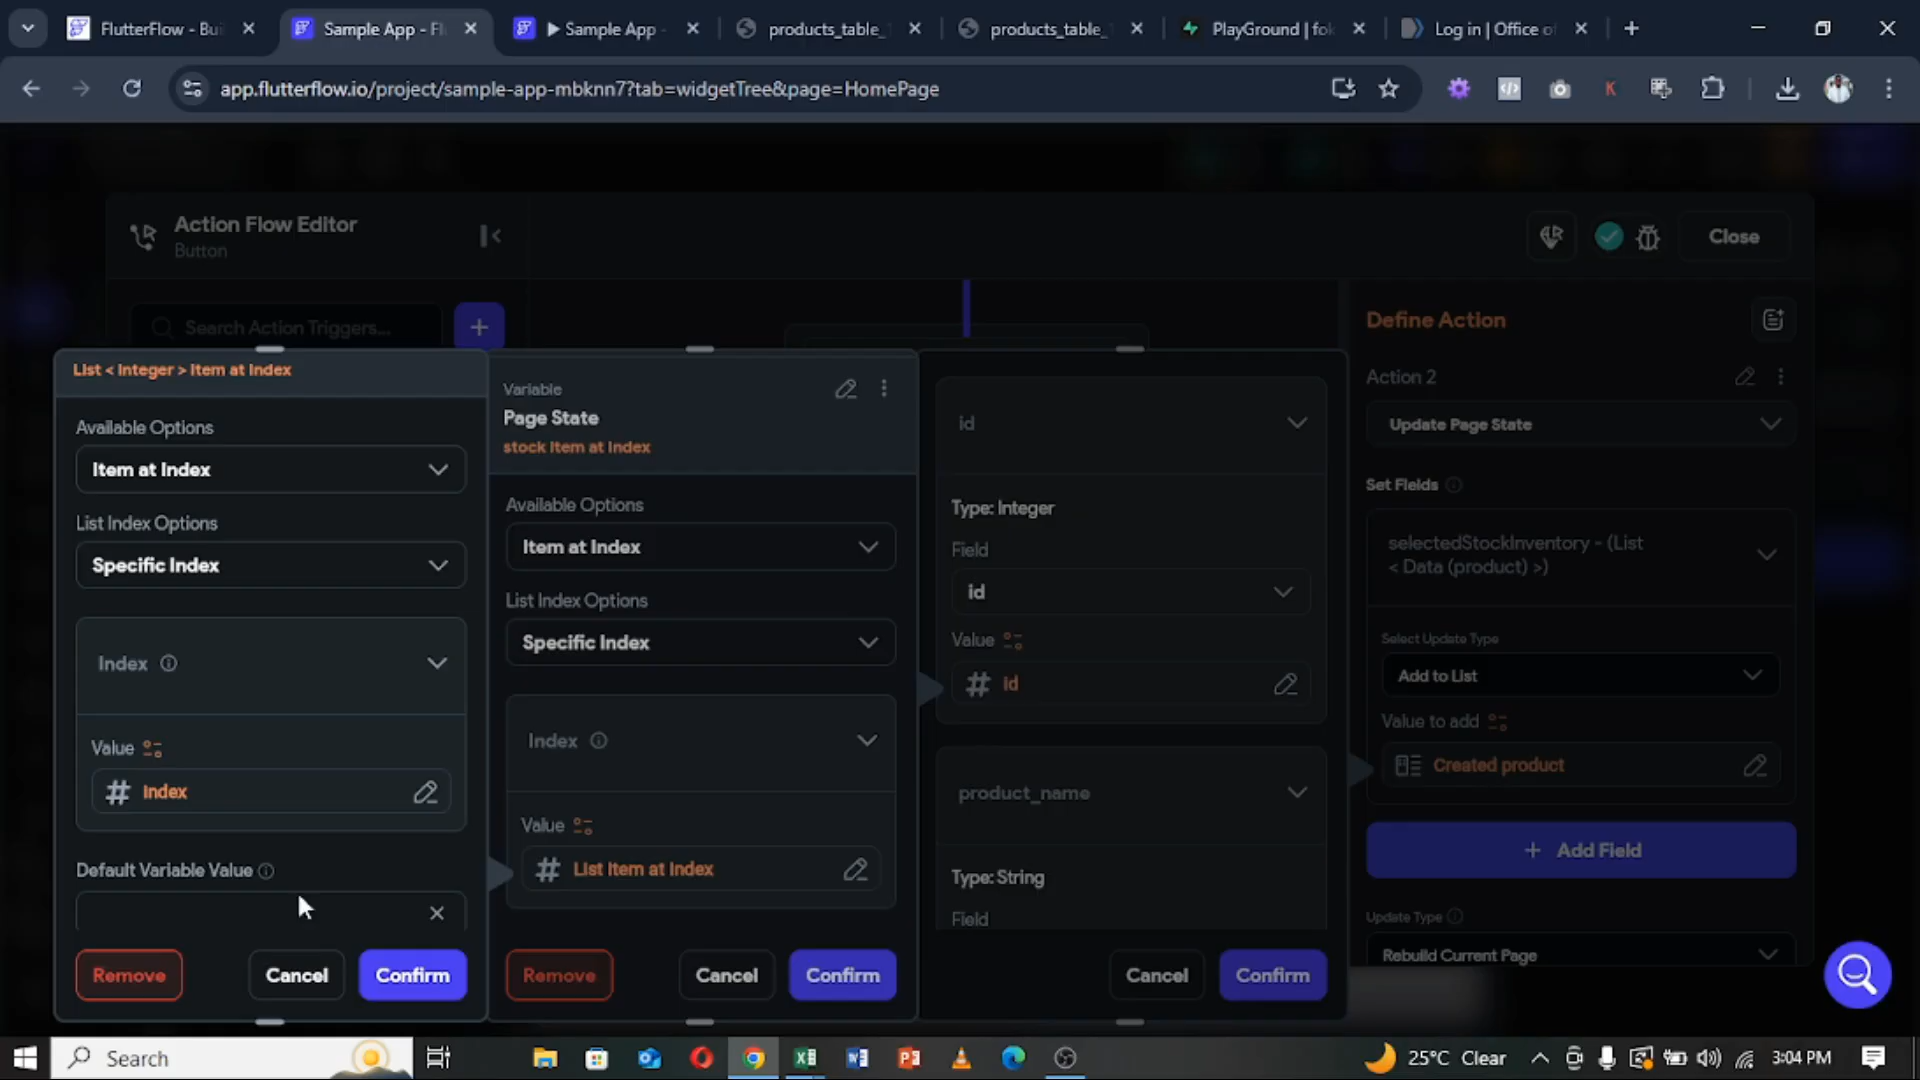 FlutterFlow - Bui
Sample App - Fl
Sample App -
products_table_
products_table_
PlayGround | fok
Log in | Office of
app.flutterflow.io/project/sample-app-mbknn7?tab=widgetTree&page=HomePage
K
Action Flow Editor
Button
Close
Search Action Triggers...
Define Action
Action 2
Update Page State
Set Fields
selectedStockInventory - (List
< Data (product) >)
Select Update Type
Add to List
Value to add
Created product
Add Field
Update Type
Rebuild Current Page
List < Integer > Item at Index
Available Options
Item at Index
List Index Options
Specific Index
Index
Value
Index
Default Variable Value
Remove
Cancel
Confirm
Variable
Page State
stock Item at Index
Available Options
Item at Index
List Index Options
Specific Index
Index
Value
List Item at Index
Remove
Cancel
Confirm
id
Type: Integer
Field
id
Value
id
product_name
Type: String
Field
Cancel
Confirm
Search
25°C Clear
3:04 PM